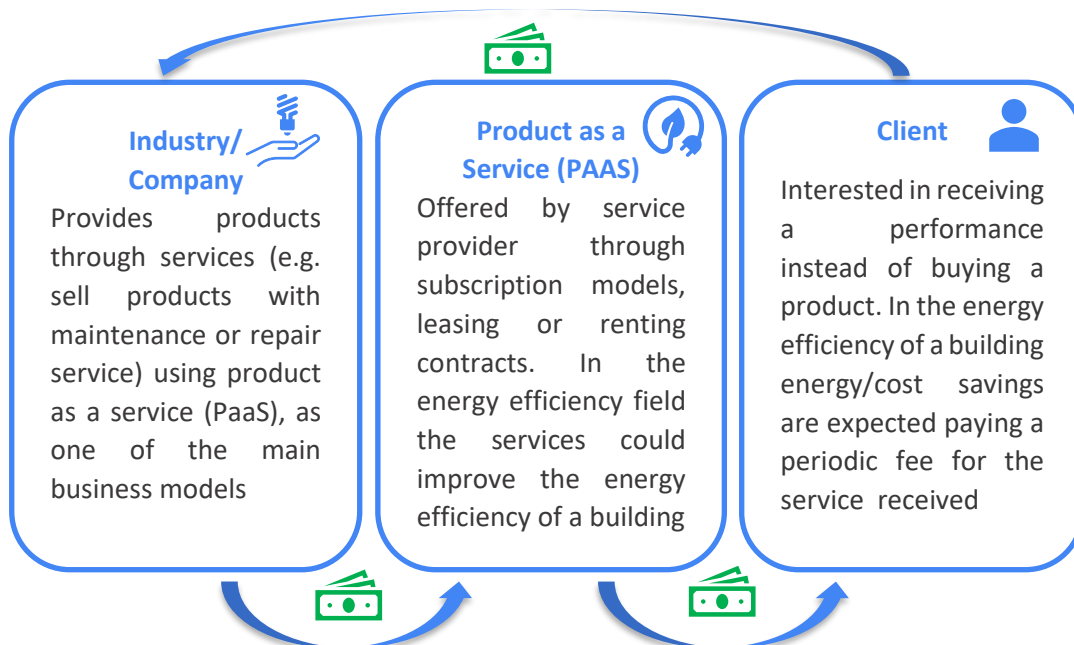 Industry/
Company
Provides products
through services (e.g.
sell products with
maintenance or repair
service) using product
as a service (PaaS), as
one of the main
business models
Product as a
Service (PAAS)
Offered by service
provider through
subscription models,
leasing or renting
contracts. In the
energy efficiency field
the services could
improve the energy
efficiency of a building
Client
Interested in receiving
a performance
instead of buying a
product. In the energy
efficiency of a building
energy/cost savings
are expected paying a
periodic fee for the
service received